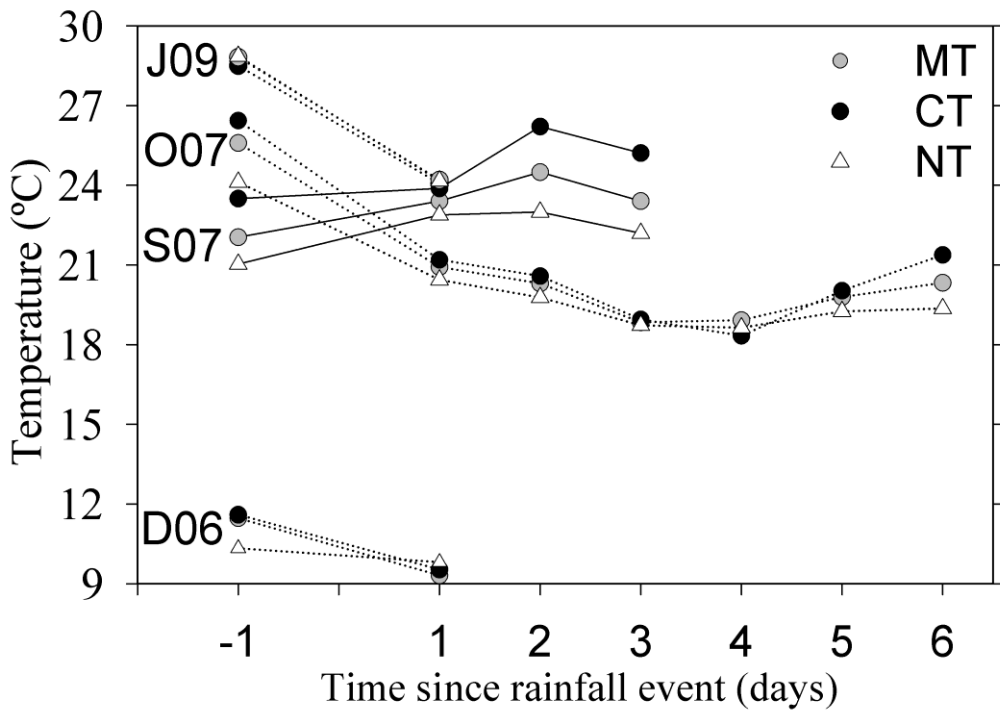 30
27
24
21
18
15
12
9
Temperature (ºC)
J09
O07
S07
D06
MT
CT
NT
-1
1
2
3
4
5
6
Time since rainfall event (days)